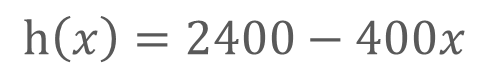 h(x) = 2400 − 400x